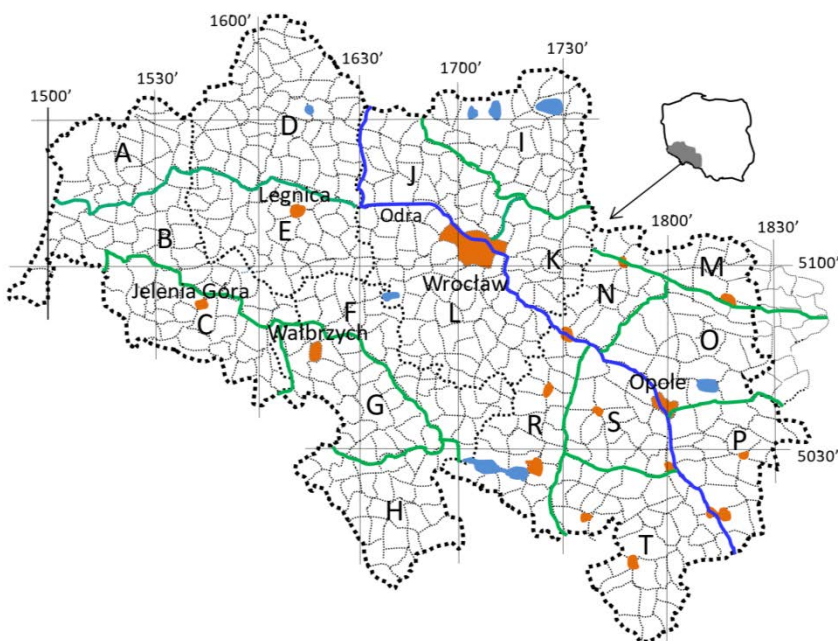 1600′
1630′
1700′
1730′
1530′
1500′
D
A
I
J
Legnica
Odra
E
B
K
1800′
1830′
M
5100′
Jelenia Góra
Wrocław
N
C
F
L
O
Wałbrzych
Opole
G
R
S
P
5030′
H
T